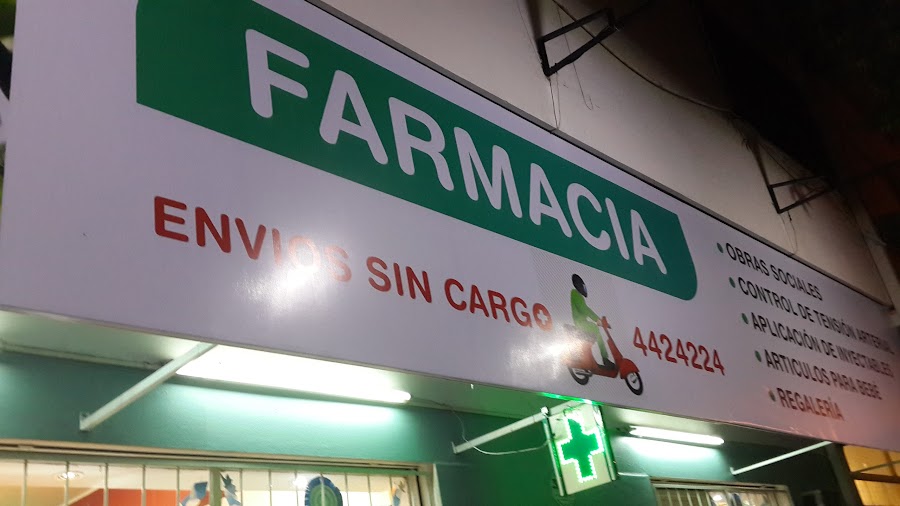 FARMACIA
ENVIOS SIN CARGO
4424224
• OBRAS SOCIALES
• CONTROL DE TENSIÓN ARTERIAL
• APLICACIÓN DE INYECTABLES
• ARTICULOS PARA BEBÉ
• REGALERÍA